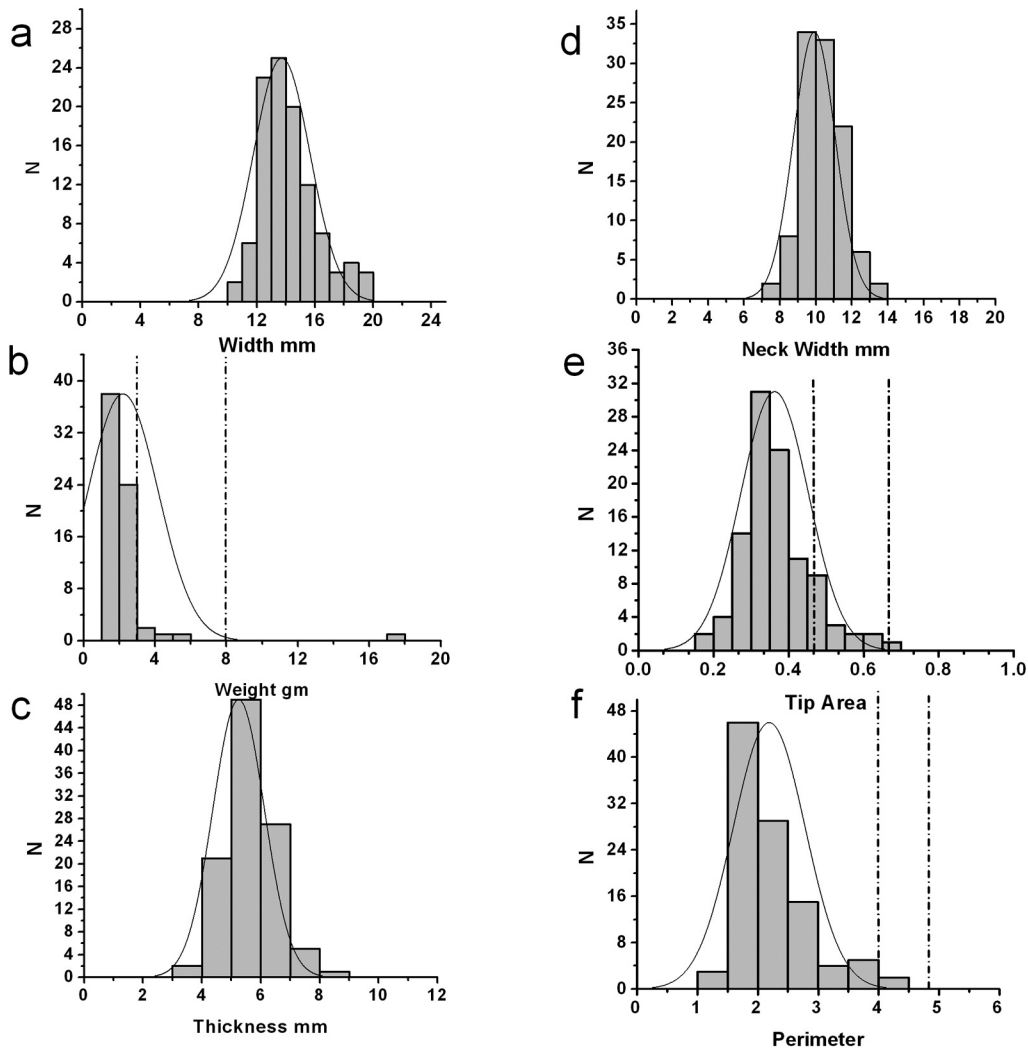 a
28
24
20
16
12
8
4
0
N
0 4 8 12 16 20 24
Width mm
b
40
32
24
16
8
0
N
0 4 8 12 16 20
Weight gm
c
48
44
40
36
32
28
24
20
16
12
8
4
0
N
0 2 4 6 8 10 12
Thickness mm
d
35
30
25
20
15
10
5
0
N
0 2 4 6 8 10 12 14 16 18 20
Neck Width mm
e
36
32
28
24
20
16
12
8
4
0
N
0.0 0.2 0.4 0.6 0.8 1.0
Tip Area
f
48
40
32
24
16
8
0
N
0 1 2 3 4 5 6
Perimeter